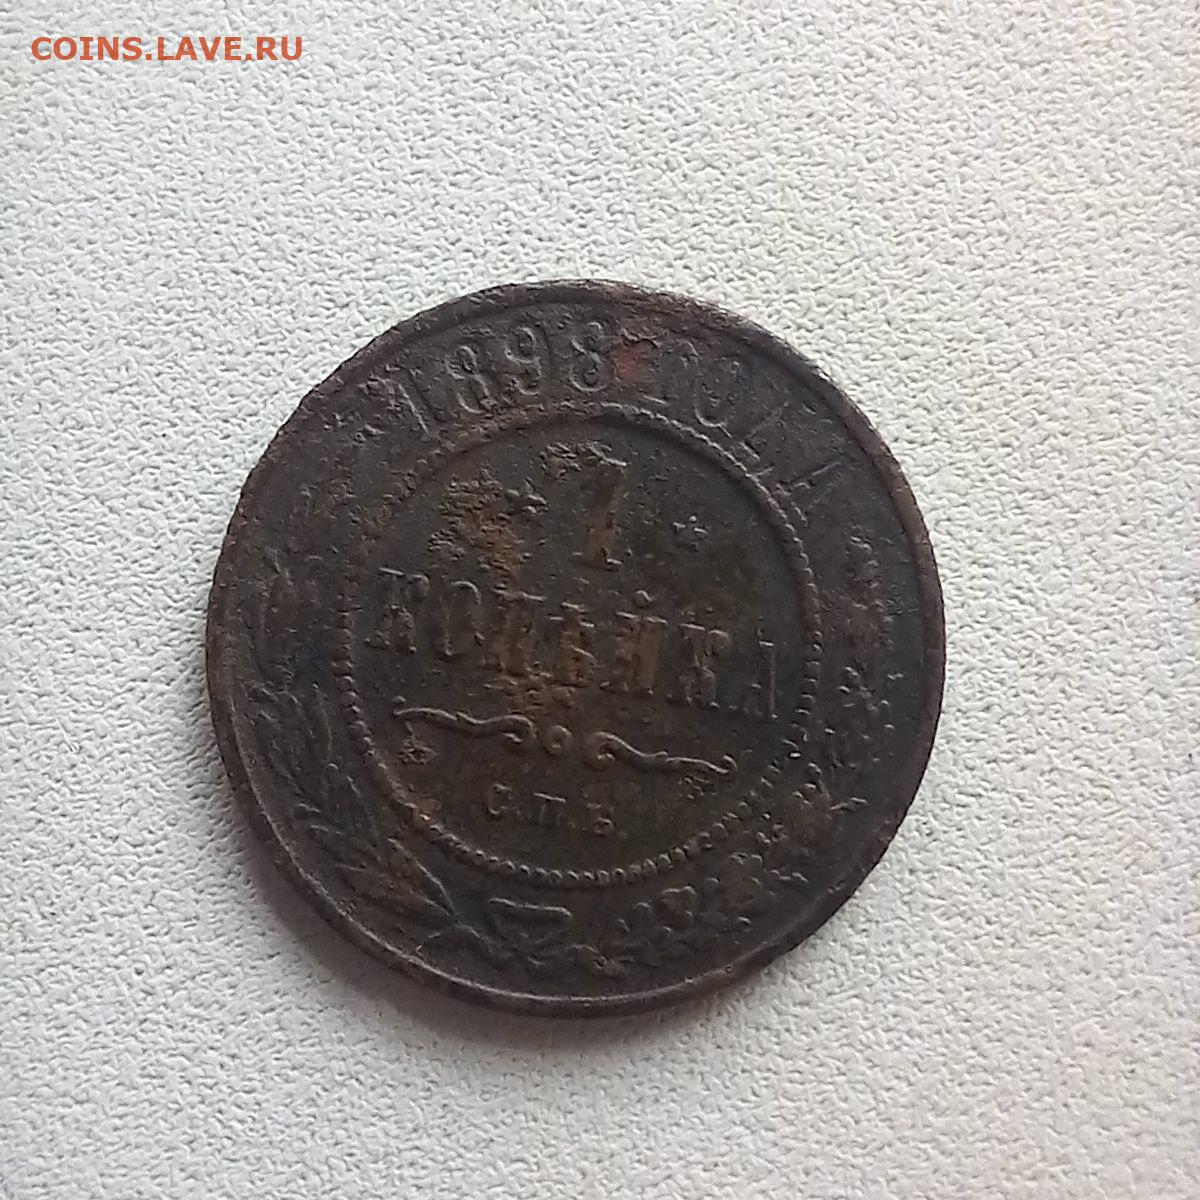 COINS.LAVE.RU
1898 ГОДА
1
КОПѢЙКА
С.П.Б.